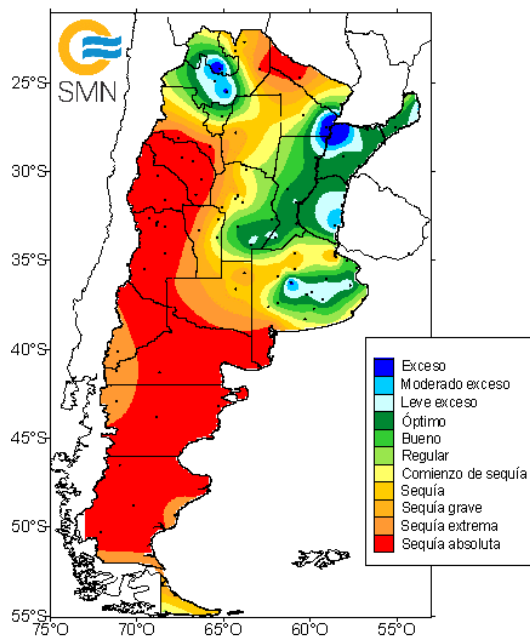 SMN
25°S
30°S
35°S
40°S
45°S
50°S
55°S
75°O
70°O
65°O
60°O
55°O
Exceso
Moderado exceso
Leve exceso
Óptimo
Bueno
Regular
Comienzo de sequía
Sequía
Sequía grave
Sequía extrema
Sequía absoluta